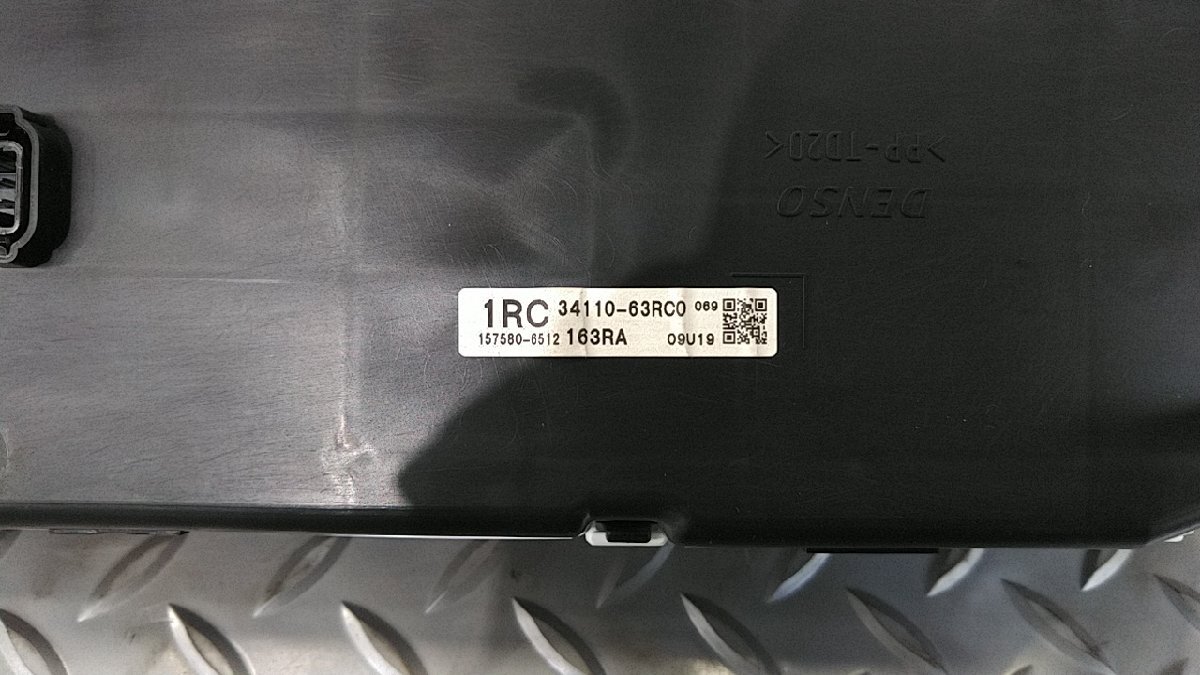 >PP-TD20<
DENSO
1RC 34110-63RC0 069
157580-6512 163RA 09U19